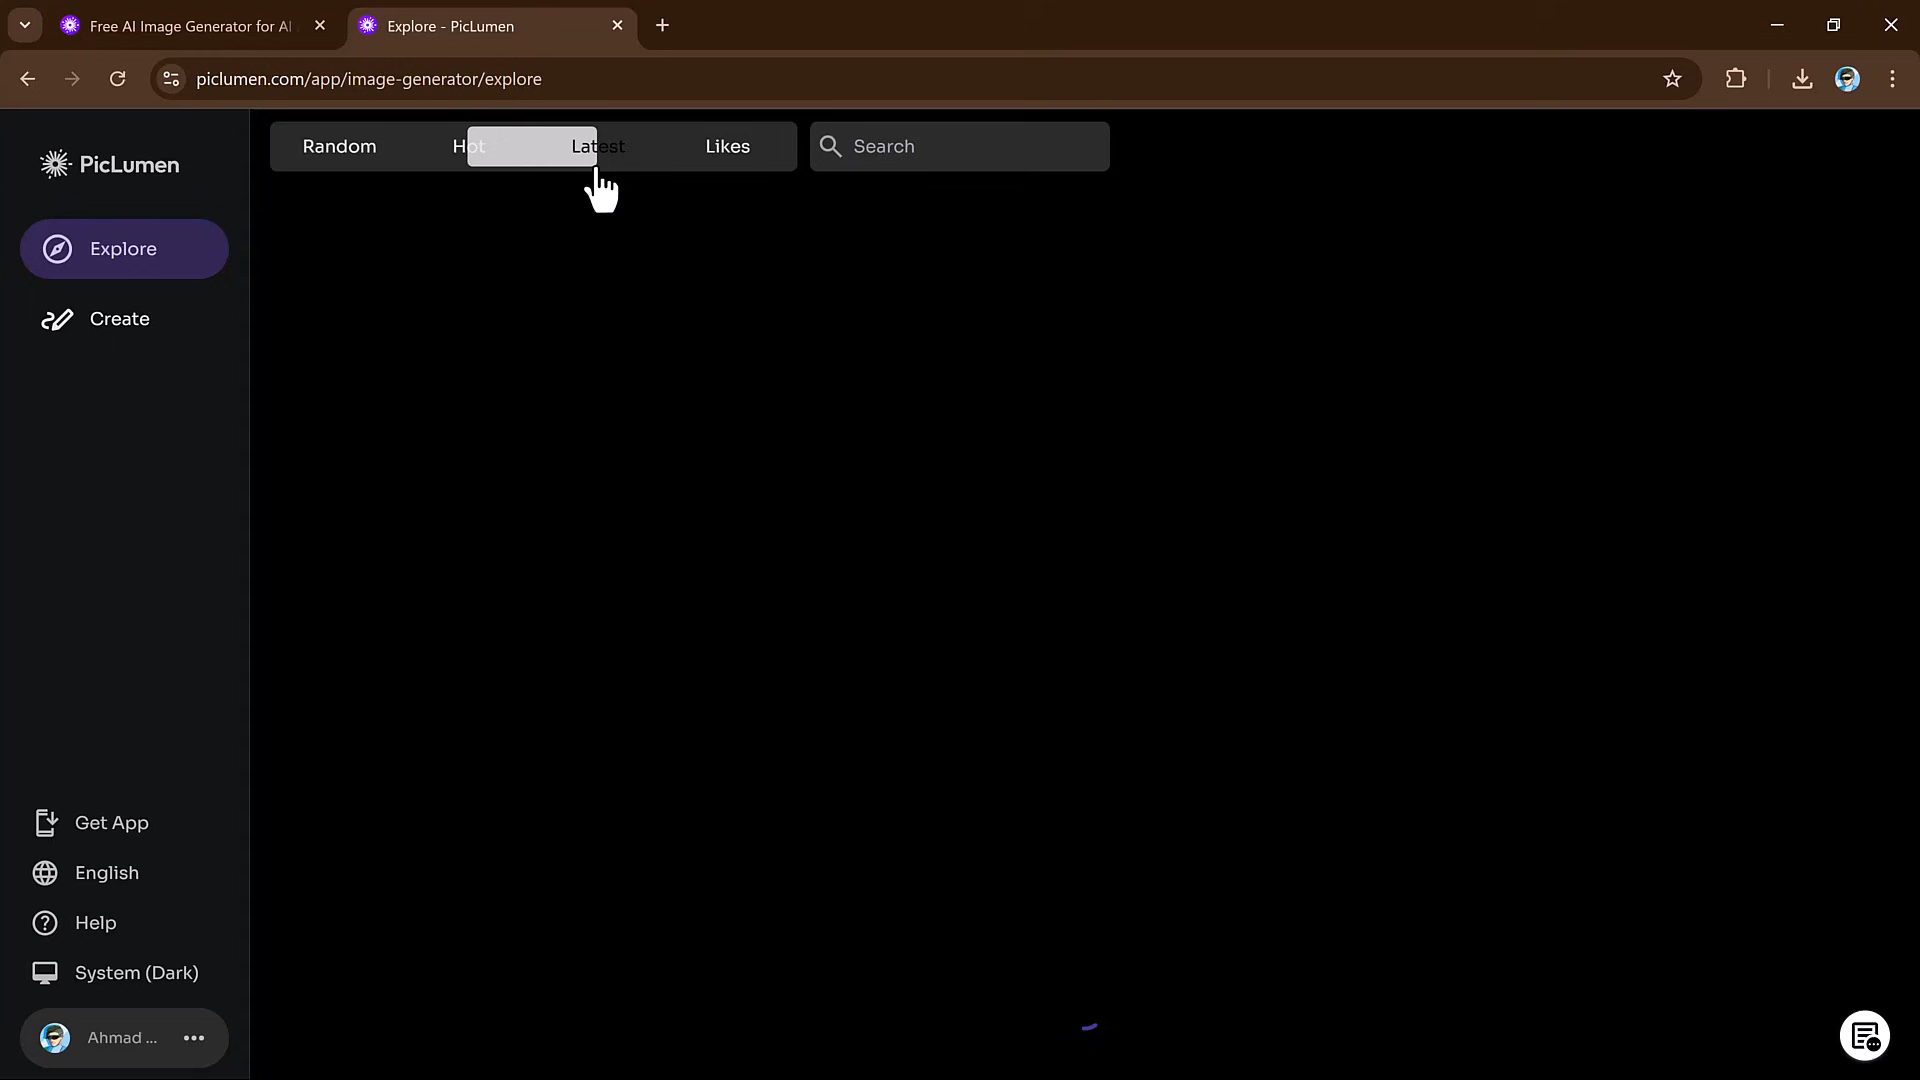 Free AI Image Generator for AI
Explore - PicLumen
piclumen.com/app/image-generator/explore
PicLumen
Random
Hot
Latest
Likes
Search
Explore
Create
Get App
English
Help
System (Dark)
Ahmad ...